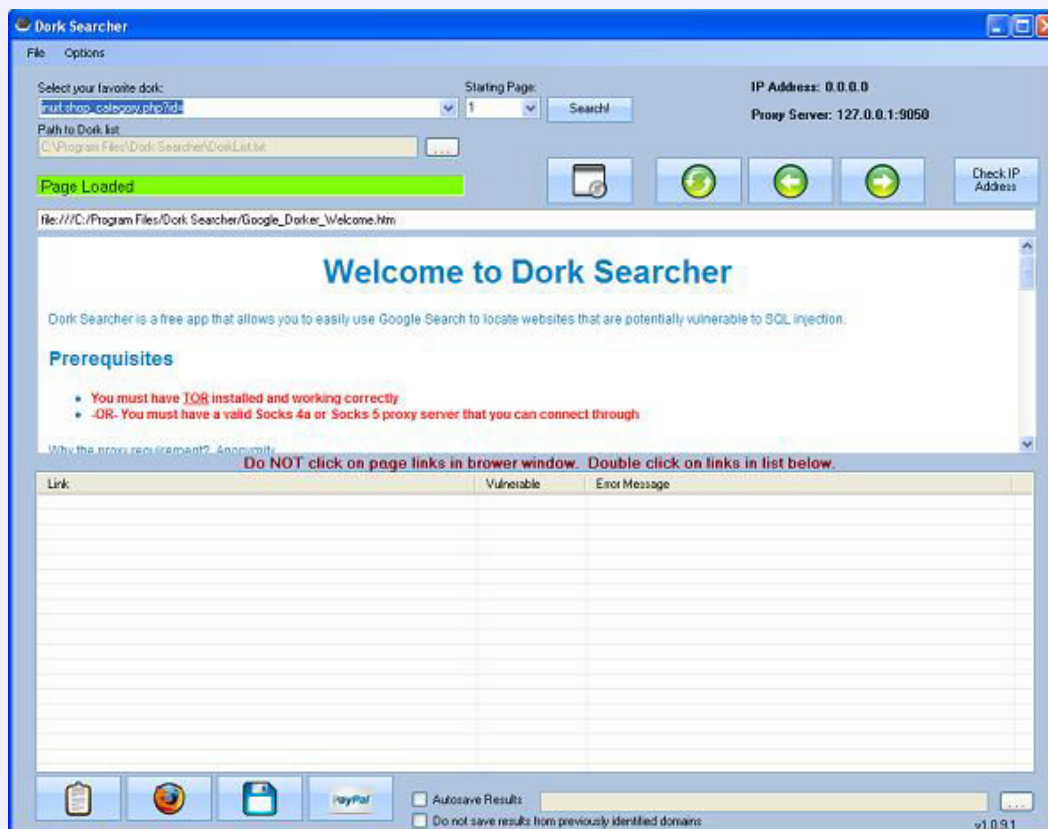 Dork Searcher
File Options
Select your favorite dork:
Starting Page:
IP Address: 0.0.0.0
inurl:shop_category.php?id=
1
Search!
Proxy Server: 127.0.0.1:9050
Path to Dork list
C:\Program Files\Dork Searcher\DorkList.txt
...
Page Loaded
Check IP
Address
file:///C:/Program Files/Dork Searcher/Google_Dorker_Welcome.htm
Welcome to Dork Searcher
Dork Searcher is a free app that allows you to easily use Google Search to locate websites that are potentially vulnerable to SQL injection.
Prerequisites
You must have TOR installed and working correctly
-OR- You must have a valid Socks 4a or Socks 5 proxy server that you can connect through
Why the proxy requirement? Anonymity
Do NOT click on page links in brower window. Double click on links in list below.
Link Vulnerable Error Message
PayPal
Autosave Results
...
Do not save results from previously identified domains
v1.0.9.1